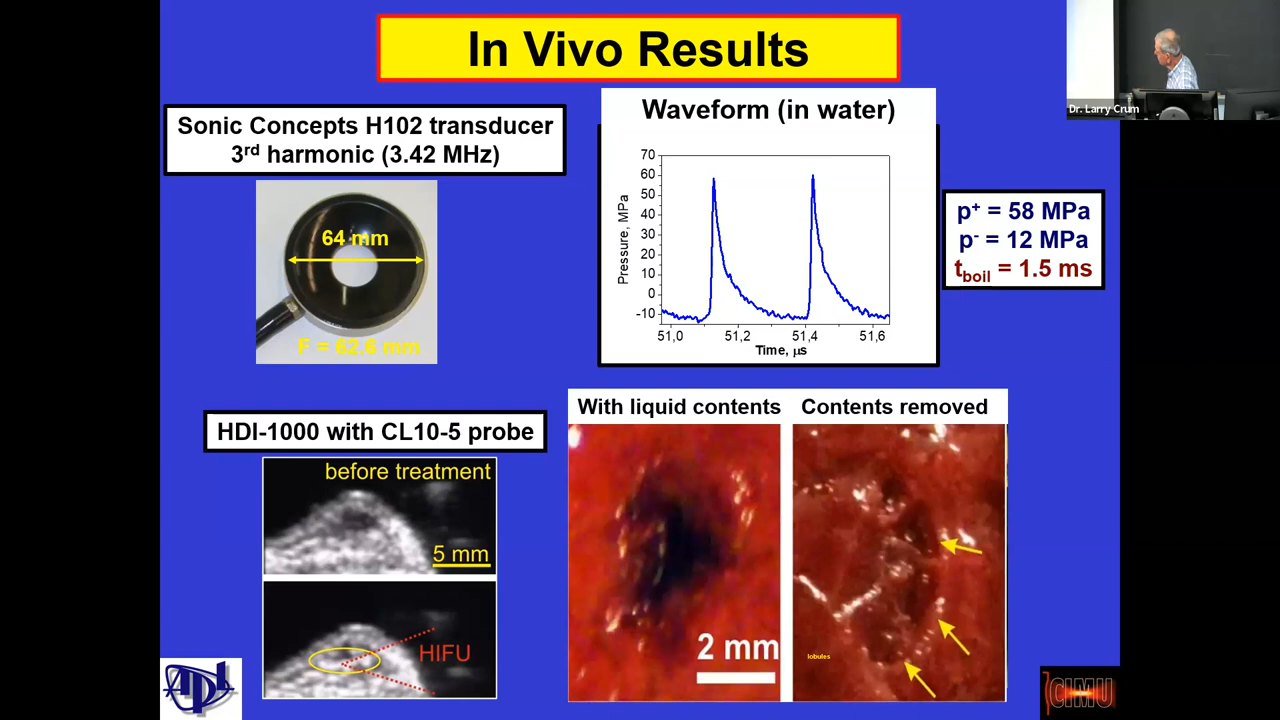 In Vivo Results
Dr. Larry Crum
Sonic Concepts H102 transducer
3rd harmonic (3.42 MHz)
64 mm
F = 62.6 mm
Waveform (in water)
70
60
50
40
30
20
10
0
-10
Pressure, MPa
51,0
51,2
51,4
51,6
Time, µs
p+ = 58 MPa
p- = 12 MPa
tboil = 1.5 ms
HDI-1000 with CL10-5 probe
before treatment
5 mm
HIFU
With liquid contents
Contents removed
2 mm
lobules
APL
CIMU